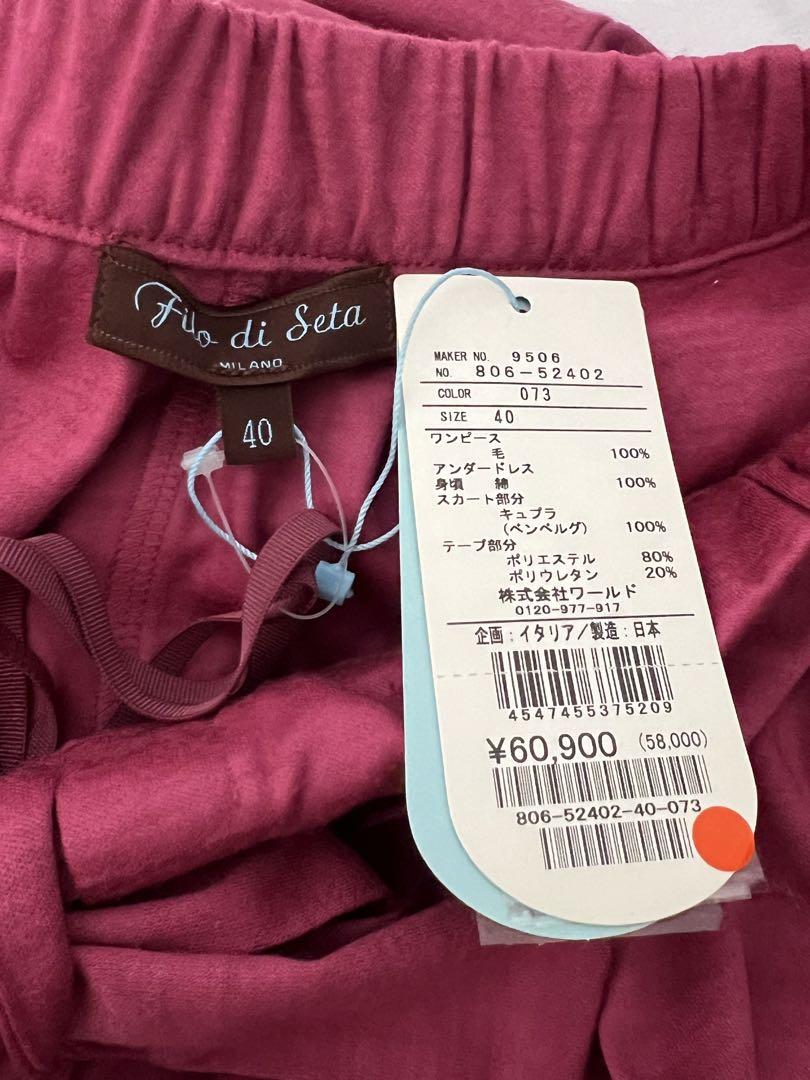 Filo di Seta
MILANO
40
MAKER NO. 9506
NO. 806-52402
COLOR 073
SIZE 40
ワンピース
毛 100%
アンダードレス
身頃 綿 100%
スカート部分
キュプラ
(ベンベルグ) 100%
テープ部分
ポリエステル 80%
ポリウレタン 20%
株式会社ワールド
0120-977-917
企画:イタリア/製造:日本
4547455375209
¥60,900 (58,000)
806-52402-40-073